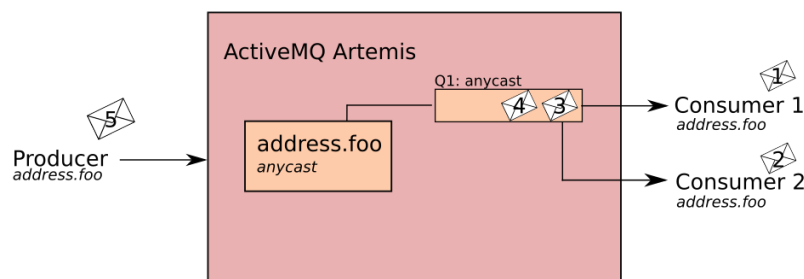 ActiveMQ Artemis
Q1: anycast
1
4 3
5
Consumer 1
address.foo
address.foo
anycast
Producer
address.foo
2
Consumer 2
address.foo